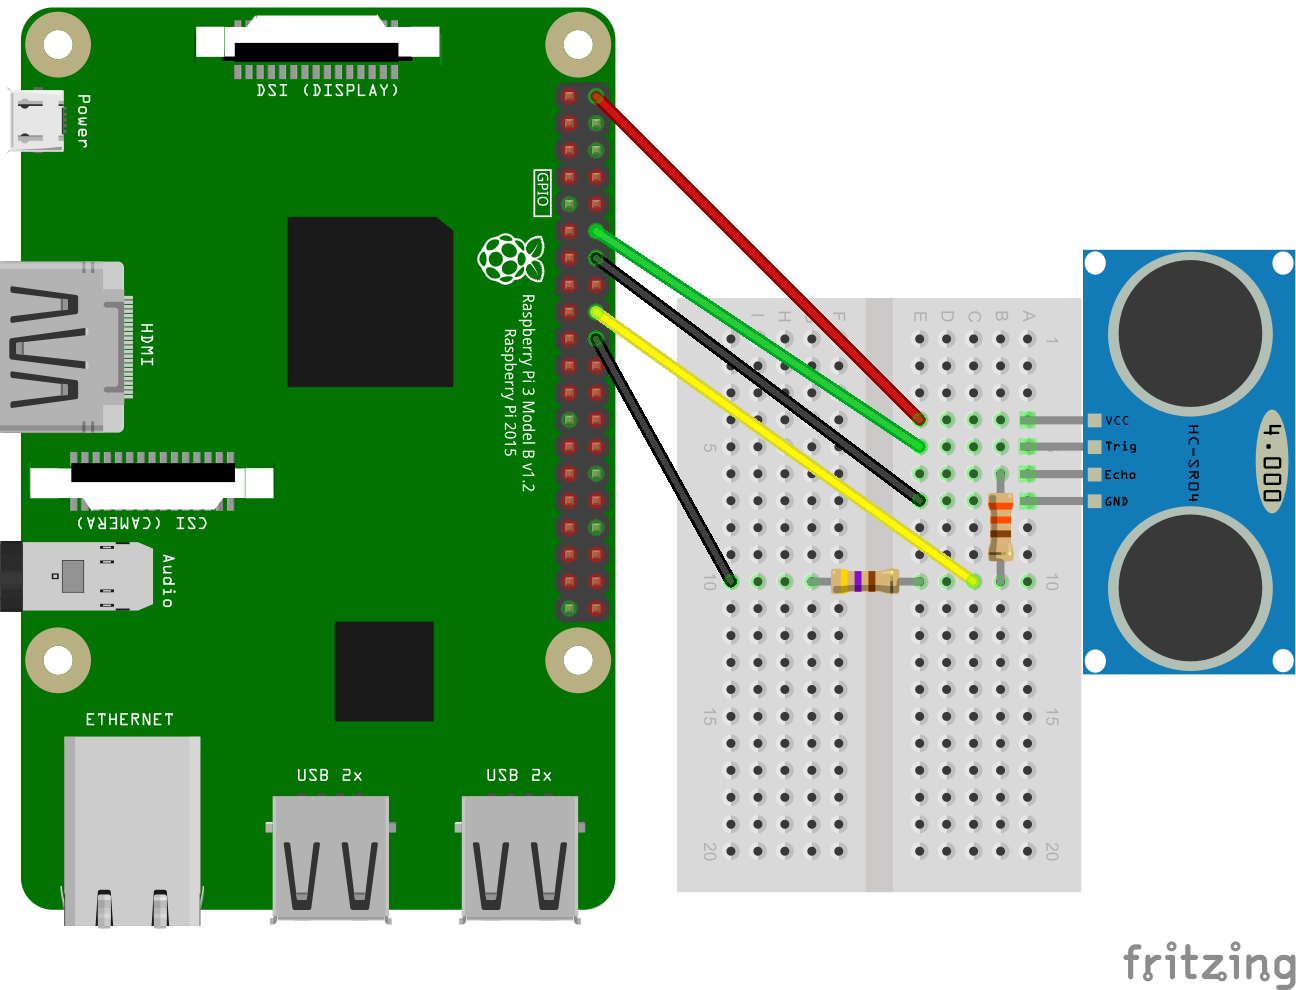 DSI (DISPLAY)
Power
GPIO
HDMI
Raspberry Pi 3 Model B v1.2
Raspberry Pi 2015
CSI (CAMERA)
Audio
ETHERNET
USB 2x
USB 2x
I H F E D C B A
1
5
10 10
15 15
20 20
VCC
Trig
Echo
GND
HC-SR04
4.000
fritzing